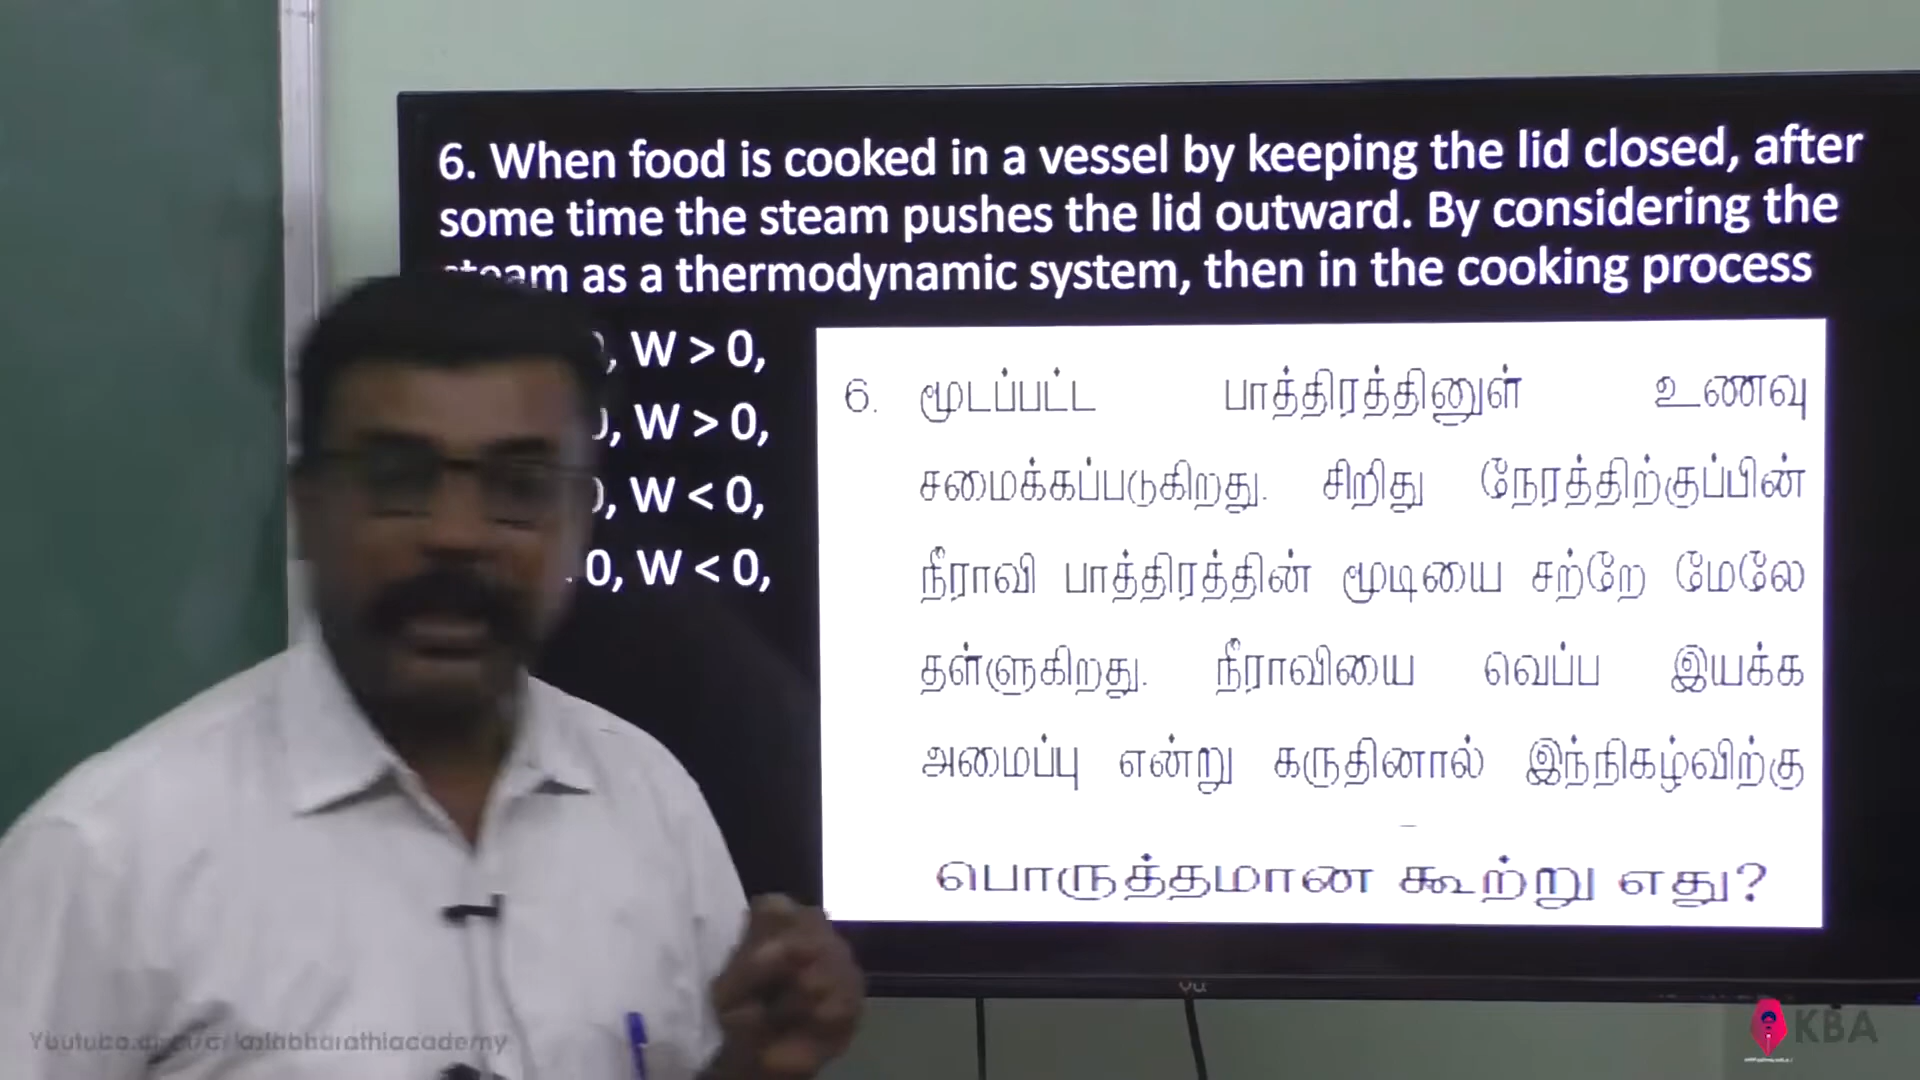 6. When food is cooked in a vessel by keeping the lid closed, after
some time the steam pushes the lid outward. By considering the
steam as a thermodynamic system, then in the cooking process
, W > 0,
, W > 0,
, W < 0,
0, W < 0,
6. மூடப்பட்ட பாத்திரத்தினுள் உணவு
சமைக்கப்படுகிறது. சிறிது நேரத்திற்குப்பின்
நீராவி பாத்திரத்தின் மூடியை சற்றே மேலே
தள்ளுகிறது. நீராவியை வெப்ப இயக்க
அமைப்பு என்று கருதினால் இந்நிகழ்விற்கு
பொருத்தமான கூற்று எது?
Yu
KBA